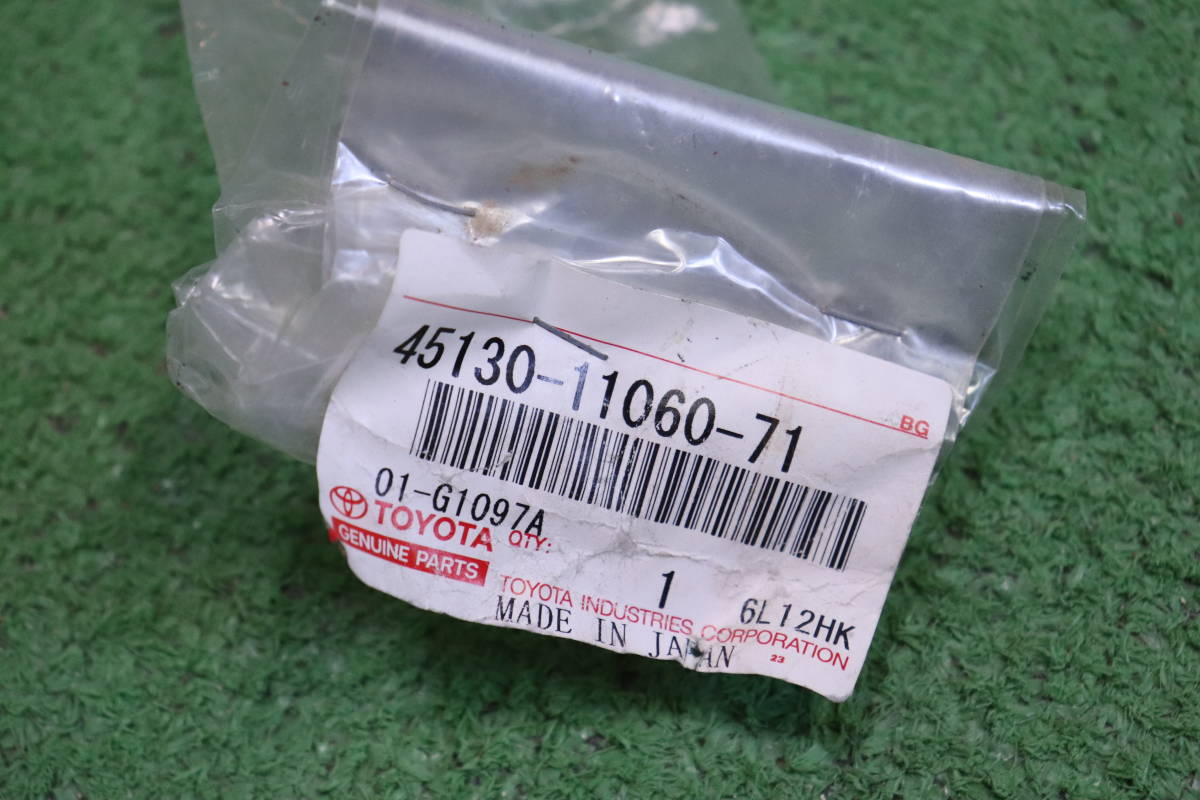 BG
45130-11060-71
01-G1097A
TOYOTA QTY:
GENUINE PARTS
1 6L12HK
TOYOTA INDUSTRIES CORPORATION
MADE IN JAPAN 23